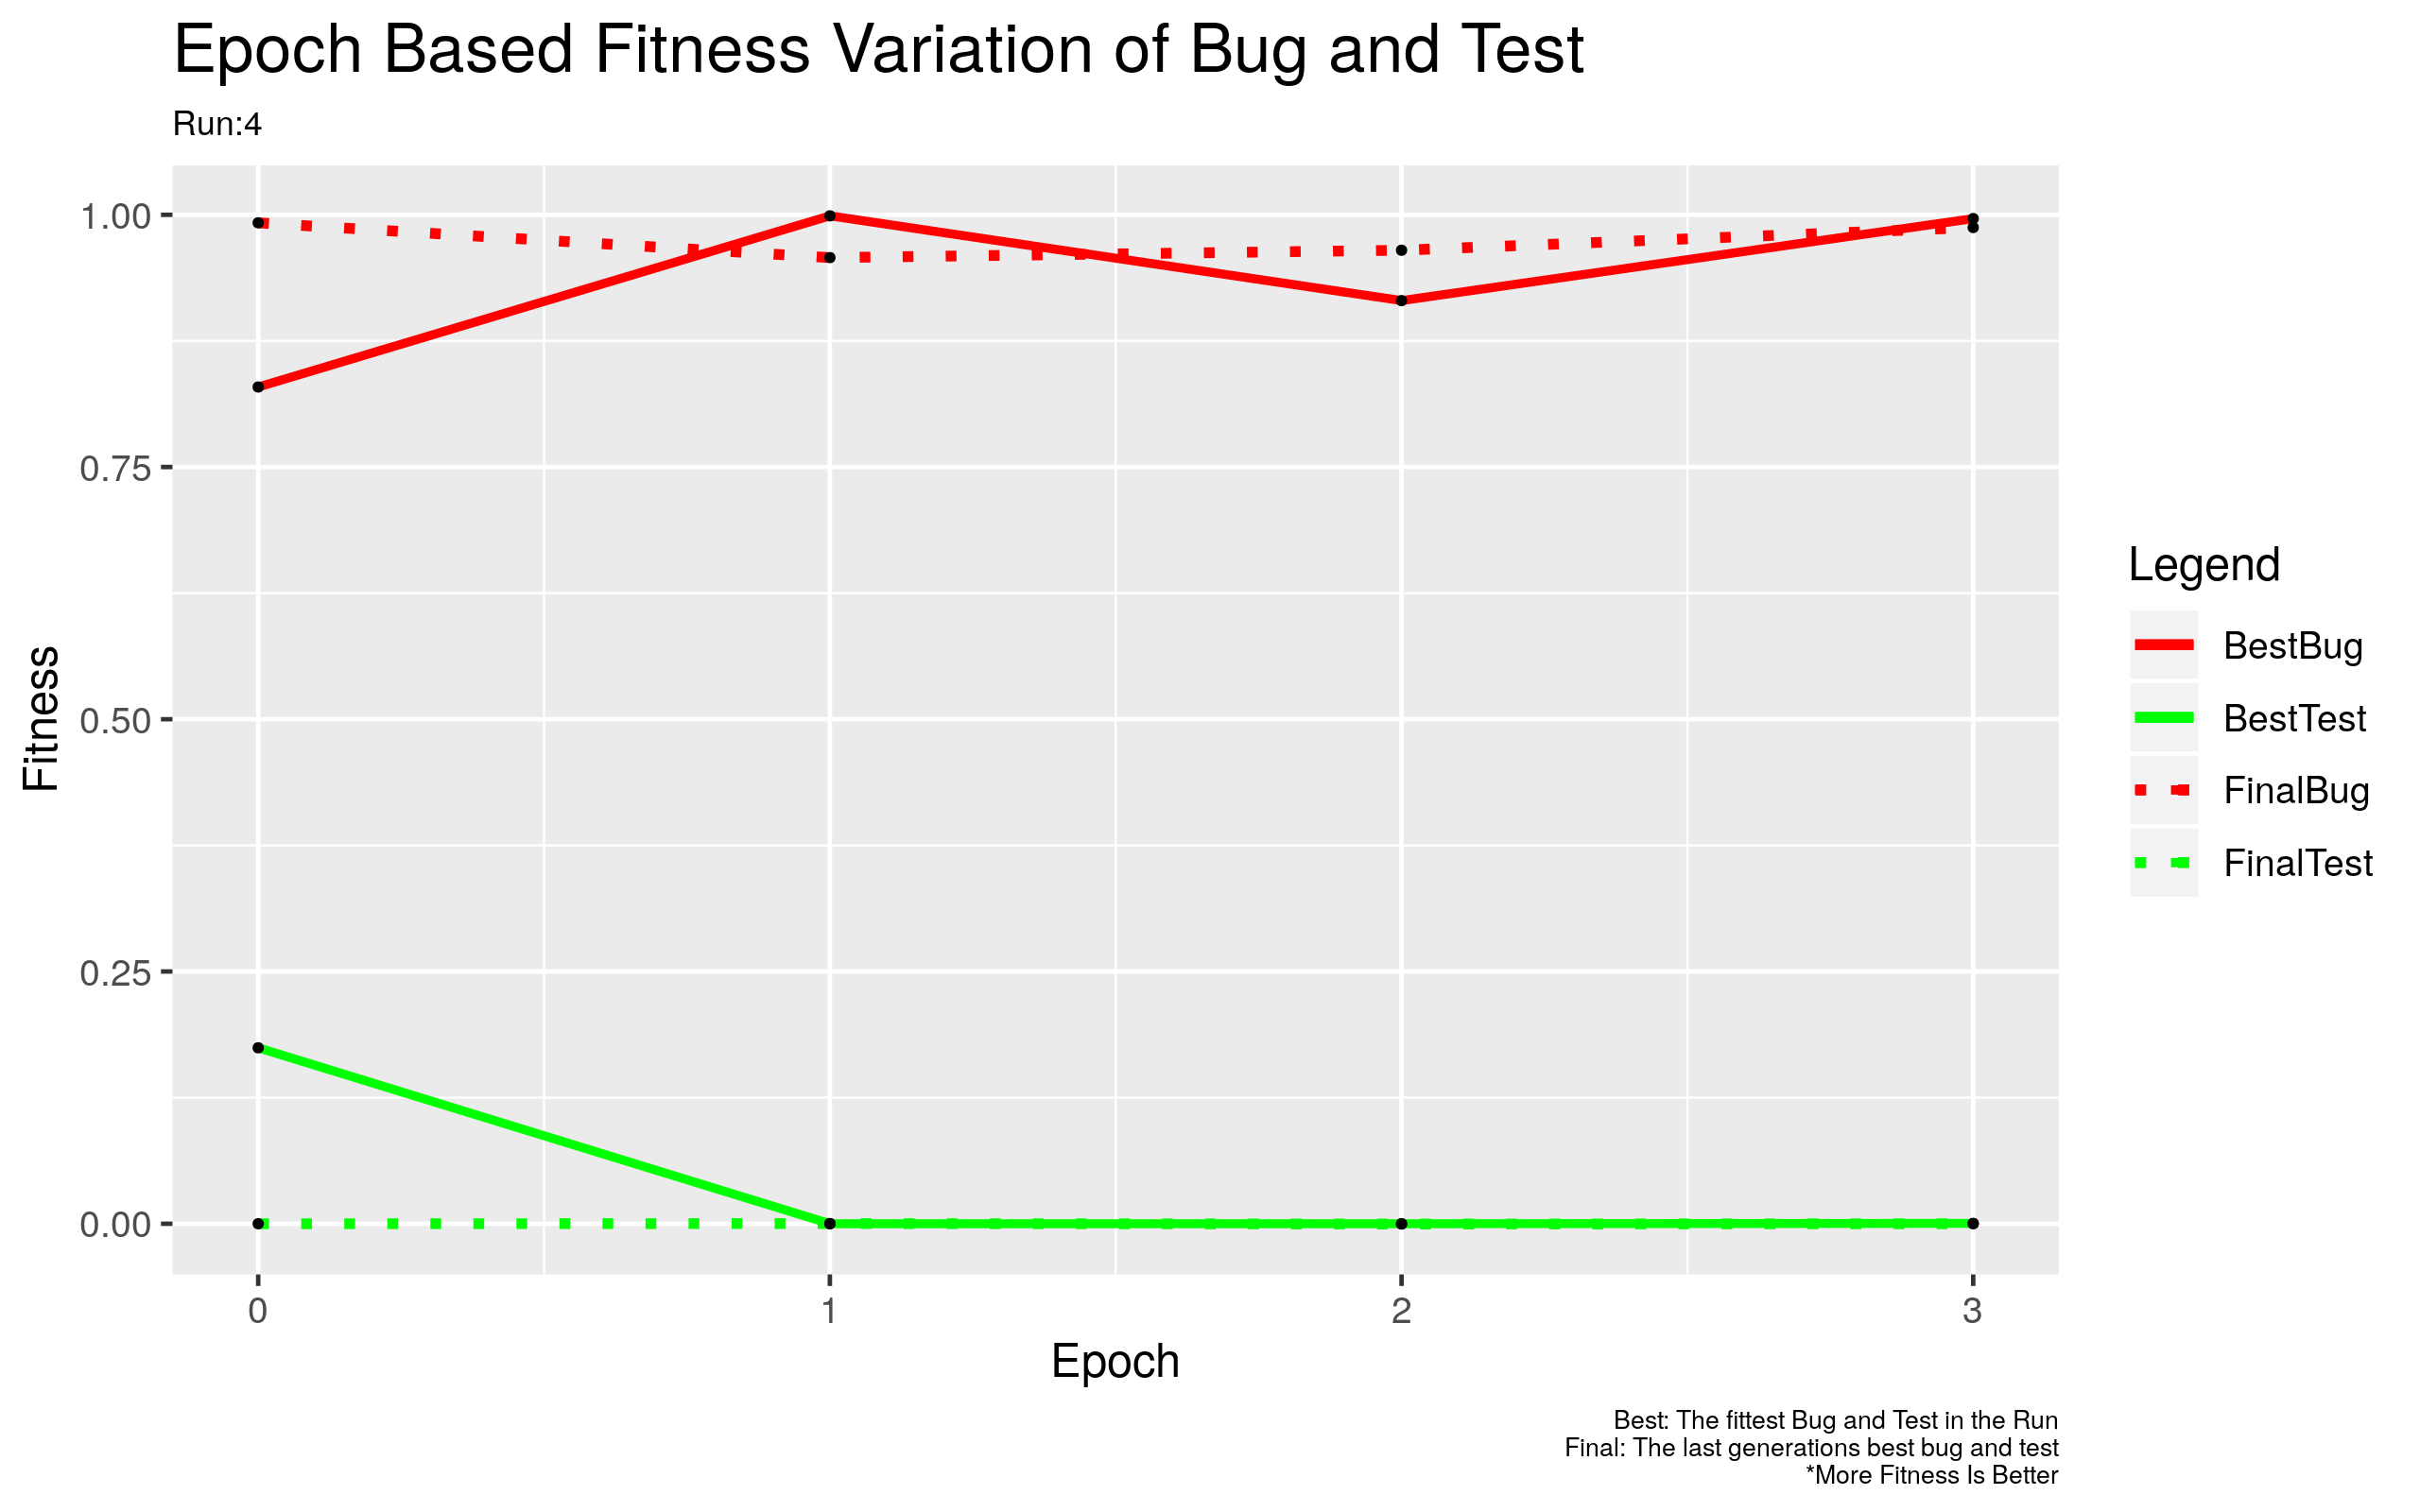 Epoch Based Fitness Variation of Bug and Test
Run:4
1.00
0.75
0.50
0.25
0.00
Fitness
0 1 2 3
Epoch
Legend
BestBug
BestTest
FinalBug
FinalTest
Best: The fittest Bug and Test in the Run
Final: The last generations best bug and test
*More Fitness Is Better